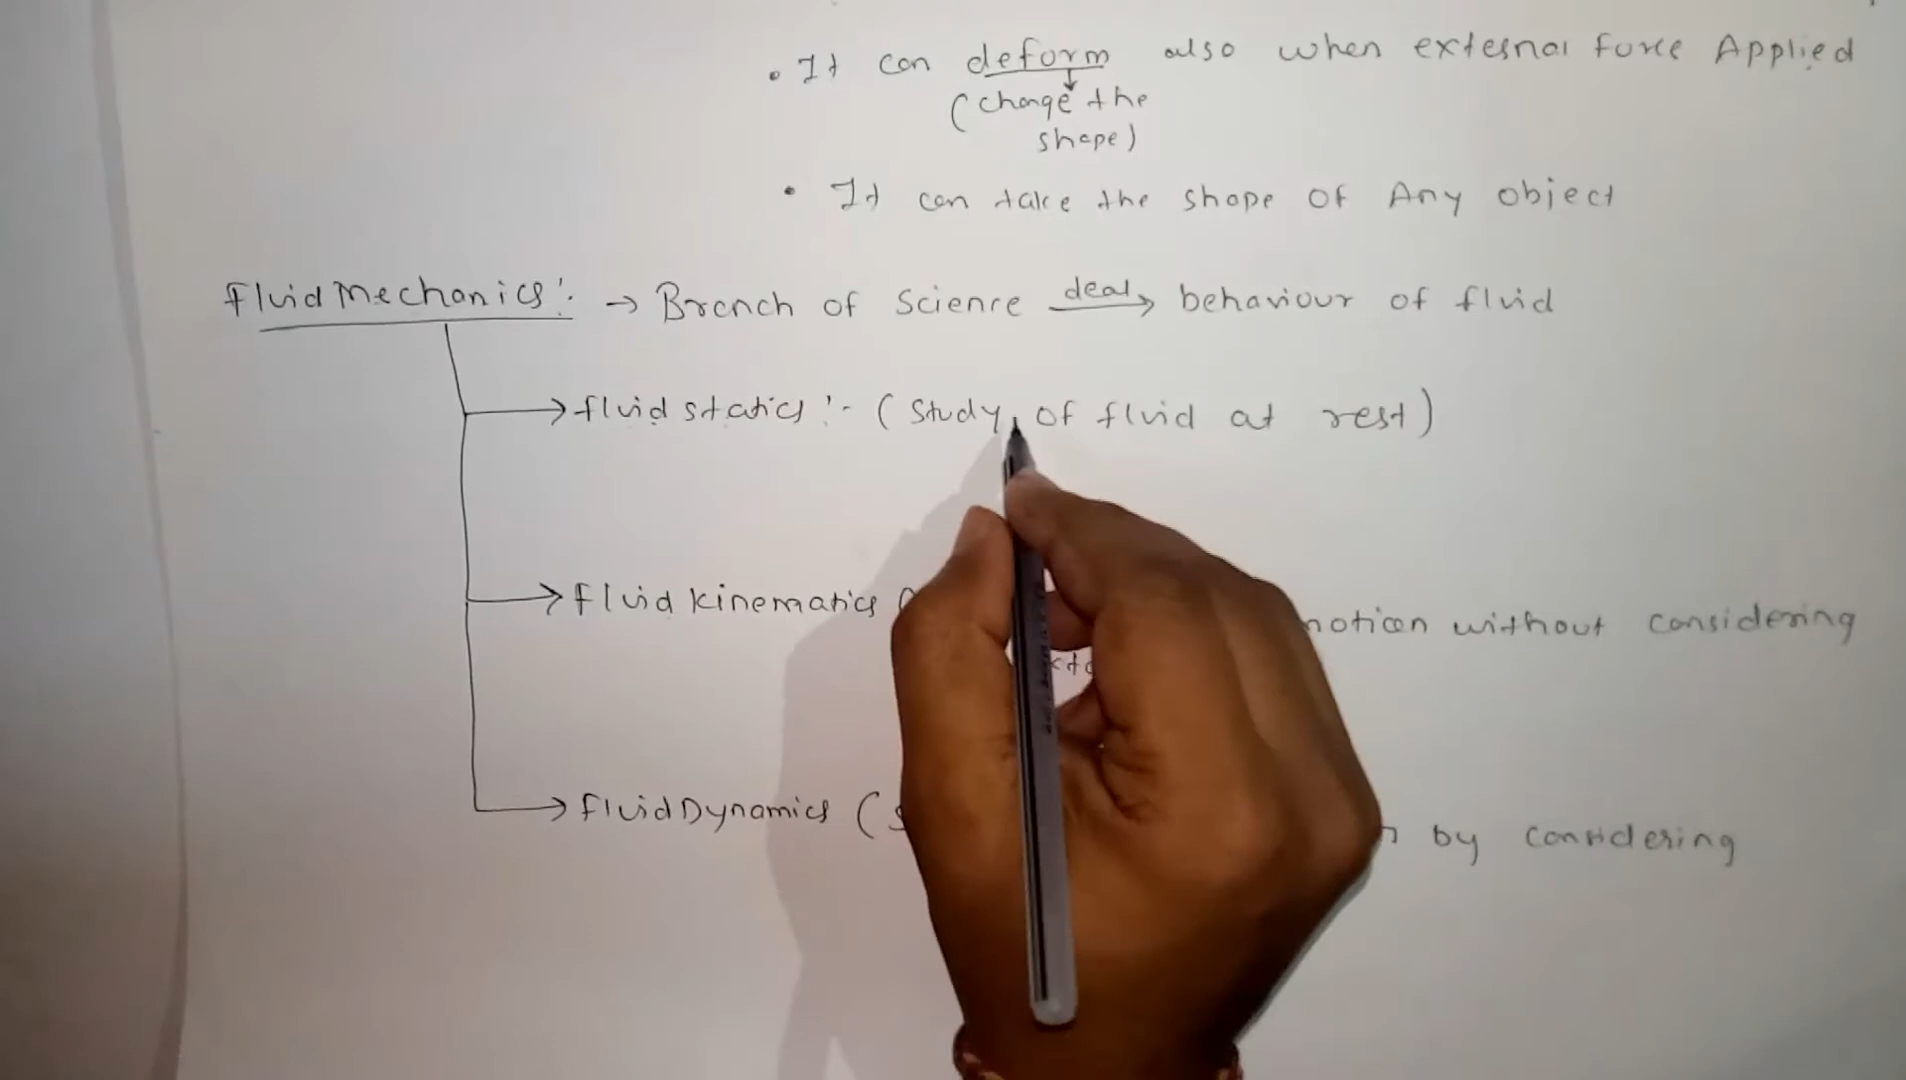 • It can deform also when external force Applied
(change the
shape)
• It can take the shape of Any object
fluid Mechanics :- → Branch of Science deal → behaviour of fluid
→ fluid statics :- (Study of fluid at rest)
→ fluid kinematics ( motion without considering
→ fluid Dynamics ( by considering